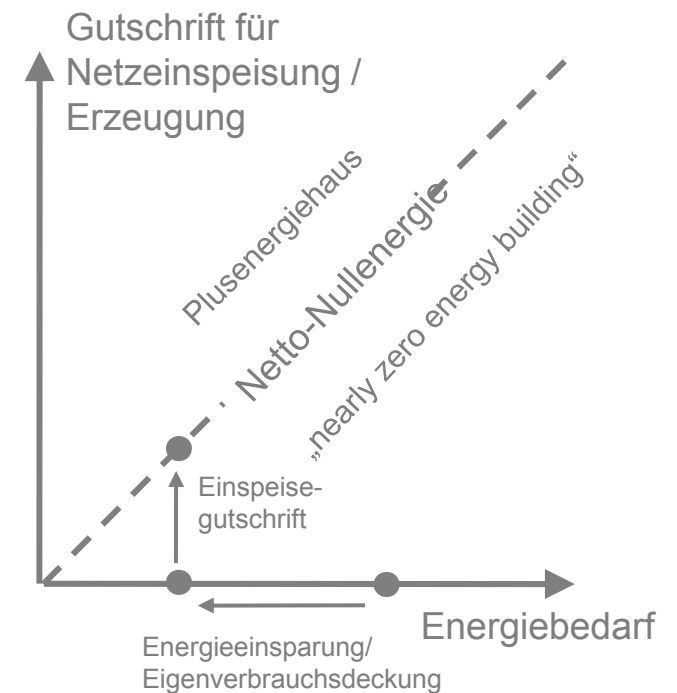 Gutschrift für
Netzeinspeisung /
Erzeugung
Plusenergiehaus
Netto-Nullenergie
„nearly zero energy building“
Einspeise-
gutschrift
Energiebedarf
Energieeinsparung/
Eigenverbrauchsdeckung